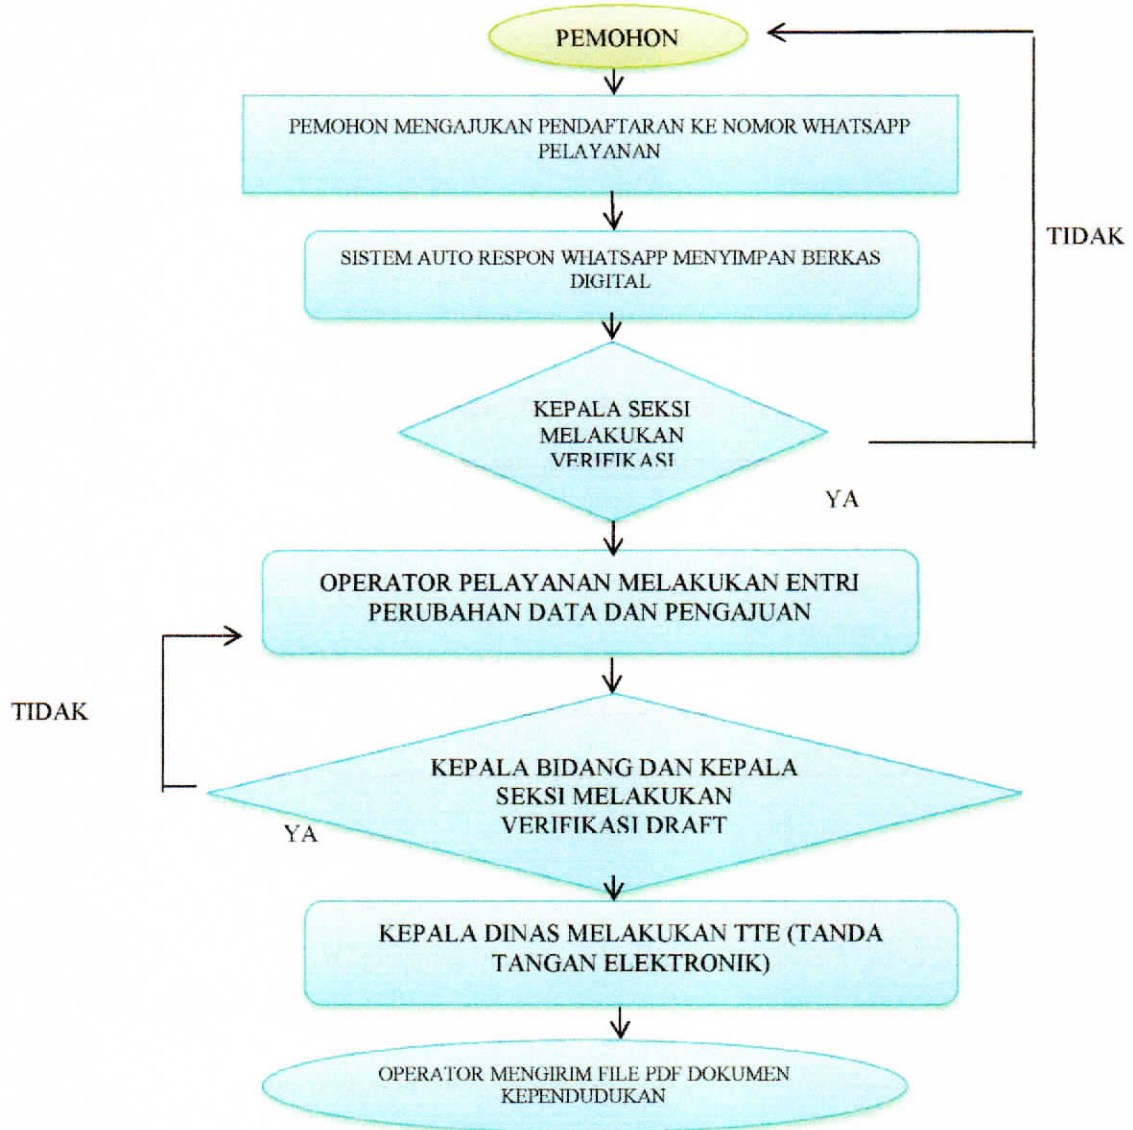 PEMOHON
PEMOHON MENGAJUKAN PENDAFTARAN KE NOMOR WHATSAPP
PELAYANAN
SISTEM AUTO RESPON WHATSAPP MENYIMPAN BERKAS
DIGITAL
TIDAK
KEPALA SEKSI
MELAKUKAN
VERIFIKASI
YA
OPERATOR PELAYANAN MELAKUKAN ENTRI
PERUBAHAN DATA DAN PENGAJUAN
TIDAK
KEPALA BIDANG DAN KEPALA
SEKSI MELAKUKAN
VERIFIKASI DRAFT
YA
KEPALA DINAS MELAKUKAN TTE (TANDA
TANGAN ELEKTRONIK)
OPERATOR MENGIRIM FILE PDF DOKUMEN
KEPENDUDUKAN